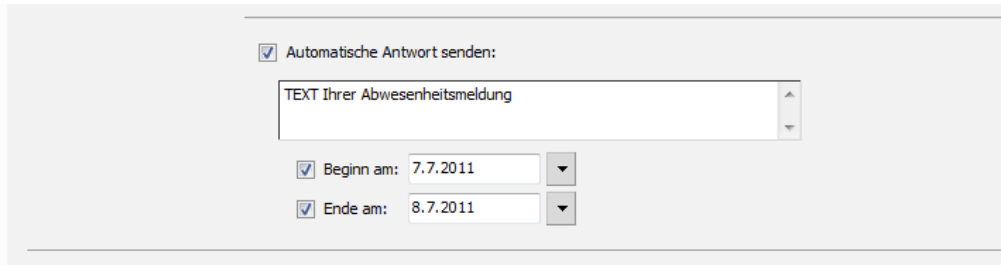 Automatische Antwort senden:
TEXT Ihrer Abwesenheitsmeldung
Beginn am: 7.7.2011
Ende am: 8.7.2011